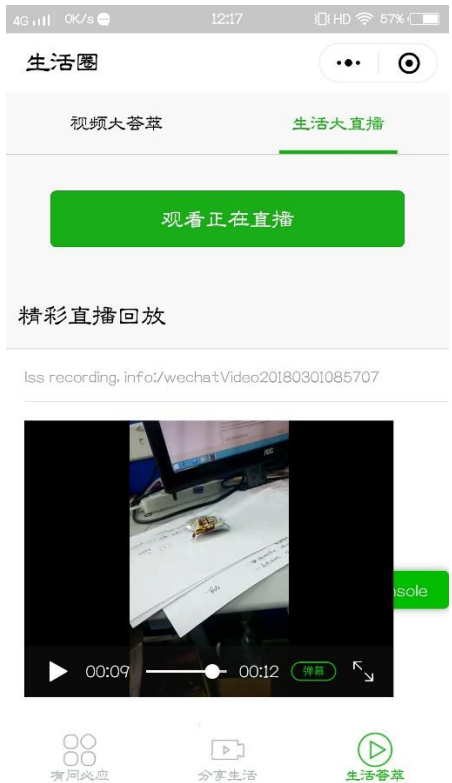 4G 0K/s 12:17 HD 57%
生活圈
视频大荟萃 生活大直播
观看正在直播
精彩直播回放
lss recording. info:/wechatVideo20180301085707
AOC
nsole
00:09 00:12 弹幕
有问必应 分享生活 生活荟萃